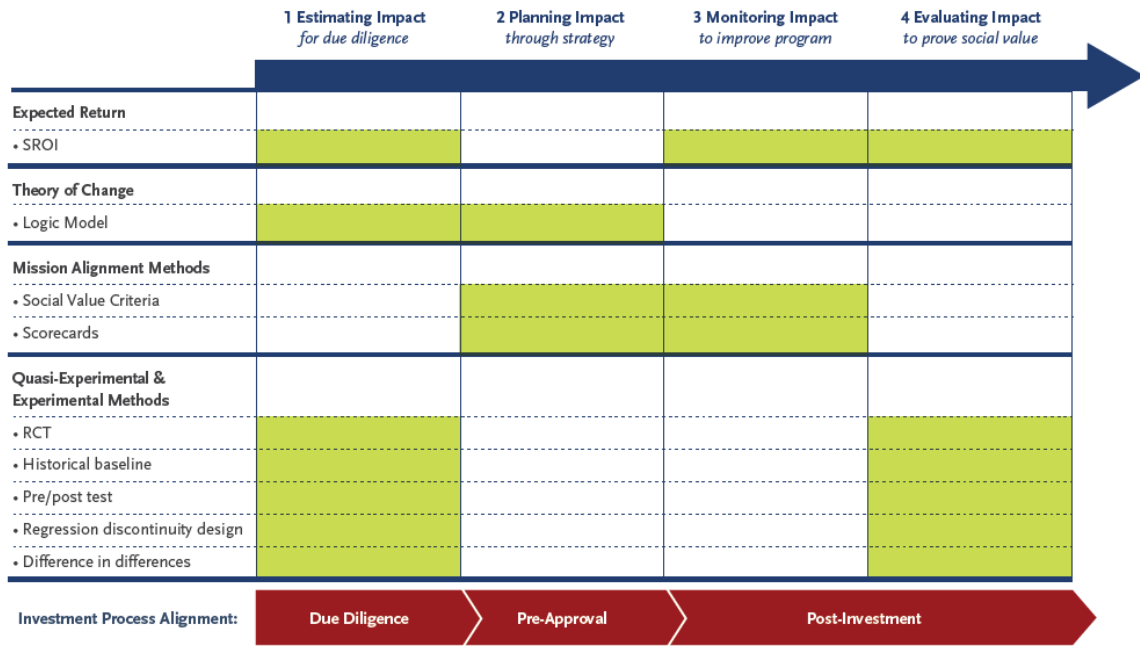 1 Estimating Impact
for due diligence
2 Planning Impact
through strategy
3 Monitoring Impact
to improve program
4 Evaluating Impact
to prove social value
Expected Return
• SROI
Theory of Change
• Logic Model
Mission Alignment Methods
• Social Value Criteria
• Scorecards
Quasi-Experimental &
Experimental Methods
• RCT
• Historical baseline
• Pre/post test
• Regression discontinuity design
• Difference in differences
Investment Process Alignment:
Due Diligence
Pre-Approval
Post-Investment